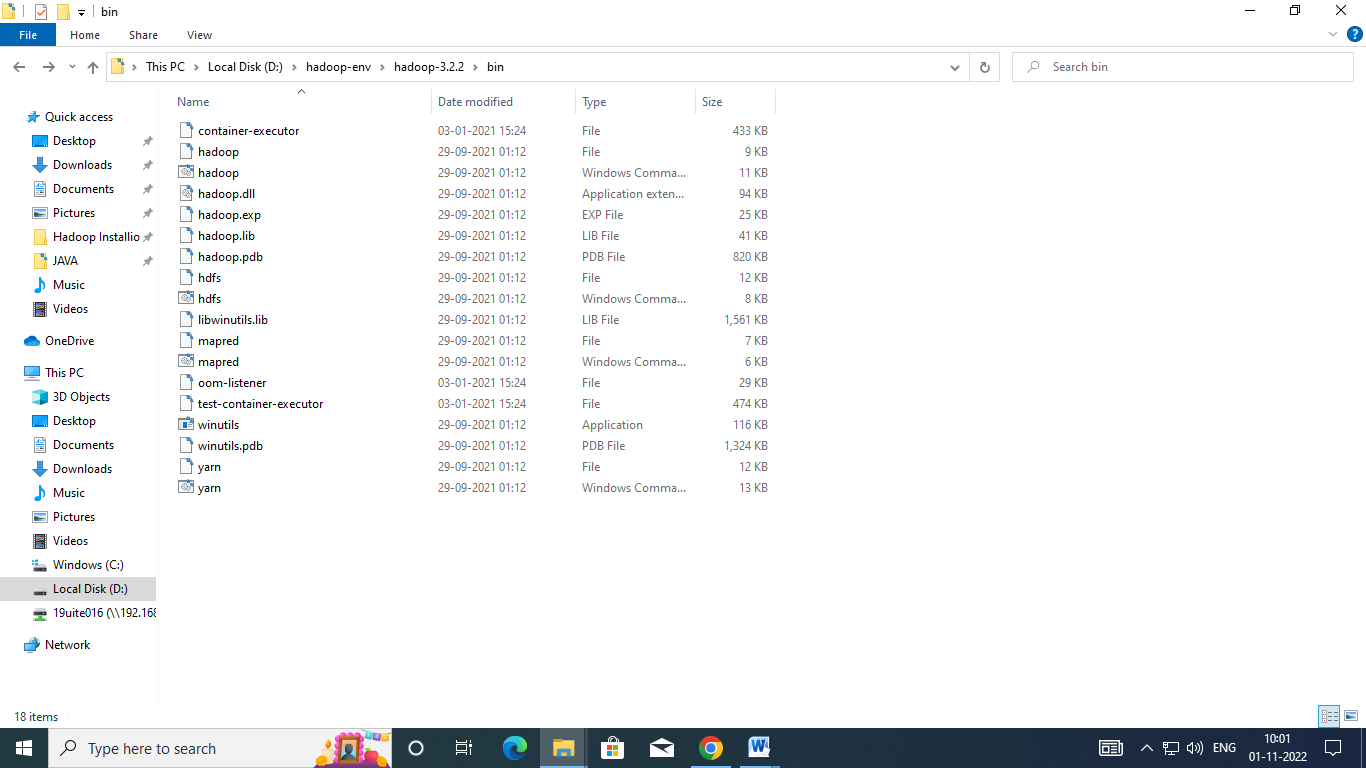 bin
File Home Share View
This PC Local Disk (D:) hadoop-env hadoop-3.2.2 bin
Search bin
Name Date modified Type Size
Quick access
Desktop
Downloads
Documents
Pictures
Hadoop Installio
JAVA
Music
Videos
OneDrive
This PC
3D Objects
Desktop
Documents
Downloads
Music
Pictures
Videos
Windows (C:)
Local Disk (D:)
19uite016 (\\192.168
Network
container-executor 03-01-2021 15:24 File 433 KB
hadoop 29-09-2021 01:12 File 9 KB
hadoop 29-09-2021 01:12 Windows Comma... 11 KB
hadoop.dll 29-09-2021 01:12 Application exten... 94 KB
hadoop.exp 29-09-2021 01:12 EXP File 25 KB
hadoop.lib 29-09-2021 01:12 LIB File 41 KB
hadoop.pdb 29-09-2021 01:12 PDB File 820 KB
hdfs 29-09-2021 01:12 File 12 KB
hdfs 29-09-2021 01:12 Windows Comma... 8 KB
libwinutils.lib 29-09-2021 01:12 LIB File 1,561 KB
mapred 29-09-2021 01:12 File 7 KB
mapred 29-09-2021 01:12 Windows Comma... 6 KB
oom-listener 03-01-2021 15:24 File 29 KB
test-container-executor 03-01-2021 15:24 File 474 KB
winutils 29-09-2021 01:12 Application 116 KB
winutils.pdb 29-09-2021 01:12 PDB File 1,324 KB
yarn 29-09-2021 01:12 File 12 KB
yarn 29-09-2021 01:12 Windows Comma... 13 KB
18 items
Type here to search
ENG
10:01
01-11-2022